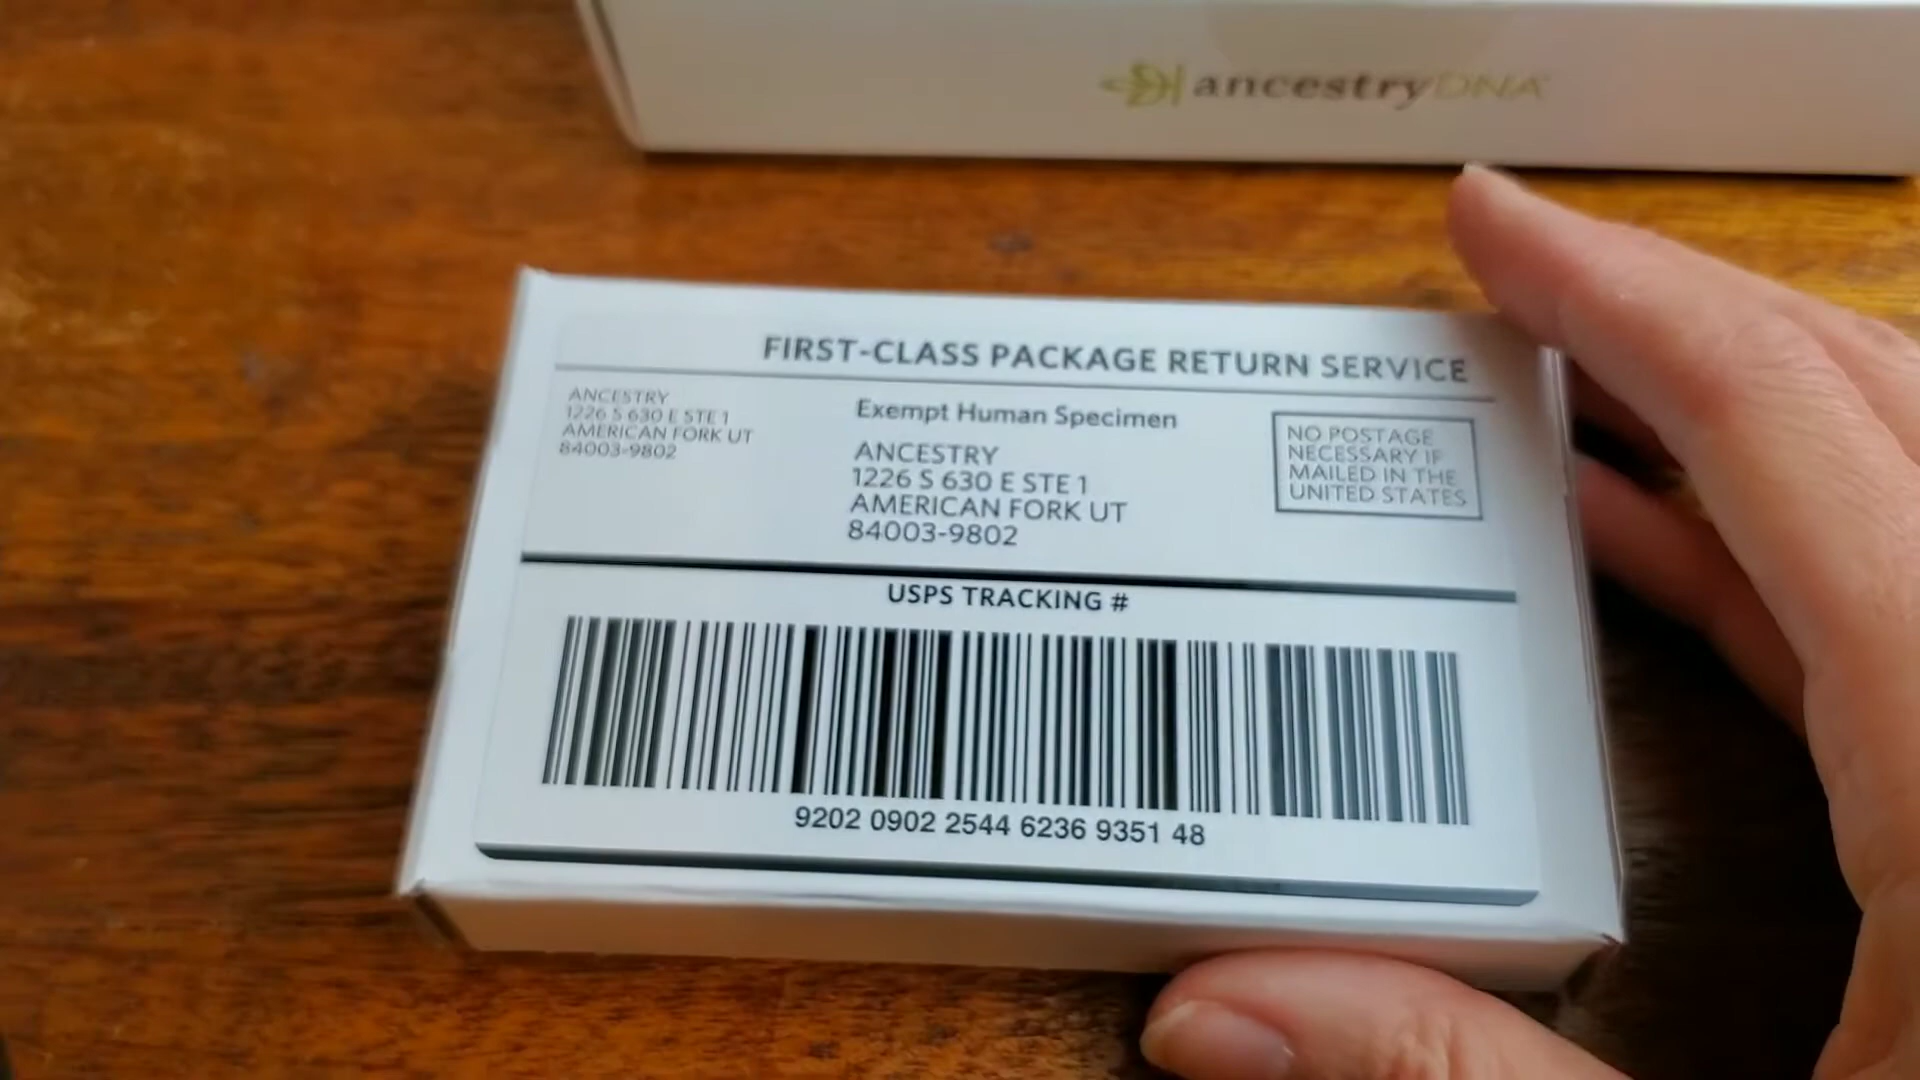 ancestryDNA
FIRST-CLASS PACKAGE RETURN SERVICE
ANCESTRY
1226 S 630 E STE 1
AMERICAN FORK UT
84003-9802
Exempt Human Specimen
ANCESTRY
1226 S 630 E STE 1
AMERICAN FORK UT
84003-9802
NO POSTAGE
NECESSARY IF
MAILED IN THE
UNITED STATES
USPS TRACKING #
9202 0902 2544 6236 9351 48